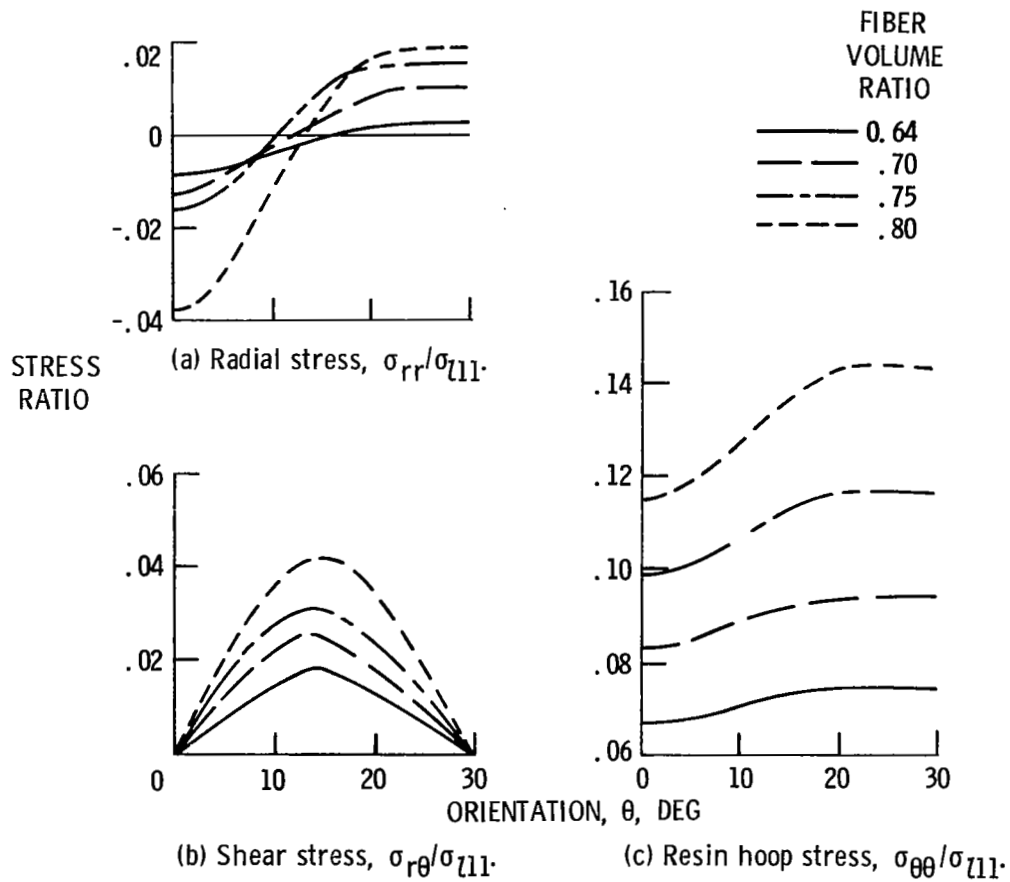 FIBER
VOLUME
RATIO
0.64
.70
.75
.80
.02
0
-.02
-.04
(a) Radial stress, σrr/σl11.
STRESS
RATIO
.06
.04
.02
0 10 20 30
(b) Shear stress, σrθ/σl11.
.16
.14
.12
.10
.08
.06
0 10 20 30
ORIENTATION, θ, DEG
(c) Resin hoop stress, σθθ/σl11.